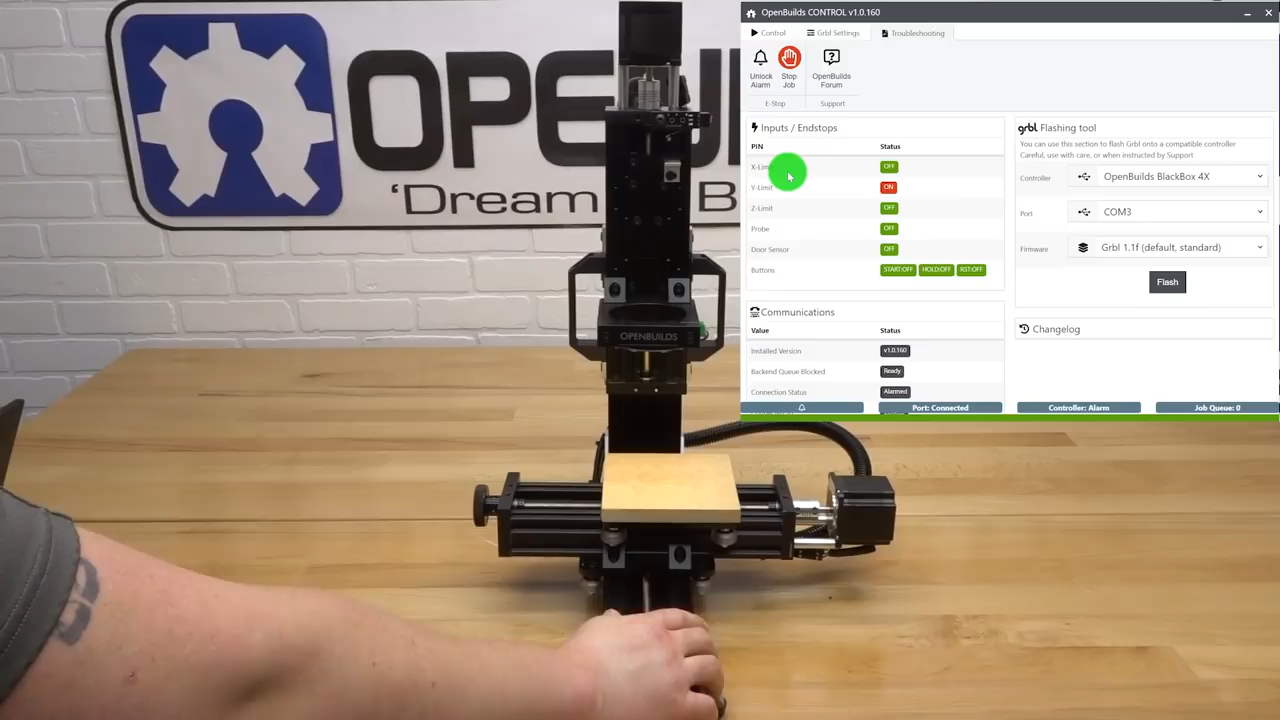 OPENBUI
'Dream B
OPENBUILDS
OpenBuilds CONTROL v1.0.160
Control Grbl Settings Troubleshooting
Unlock Alarm
Stop Job
OpenBuilds Forum
E-Stop Support
Inputs / Endstops
PIN Status
X-Lim OFF
Y-Limit ON
Z-Limit OFF
Probe OFF
Door Sensor OFF
Buttons START:OFF HOLD:OFF RST:OFF
Communications
Value Status
Installed Version v1.0.160
Backend Queue Blocked Ready
Connection Status Alarmed
grbl Flashing tool
You can use this section to flash Grbl onto a compatible controller
Careful, use with care, or when instructed by Support
Controller OpenBuilds BlackBox 4X
Port COM3
Firmware Grbl 1.1f (default, standard)
Flash
Changelog
Port: Connected Controller: Alarm Job Queue: 0